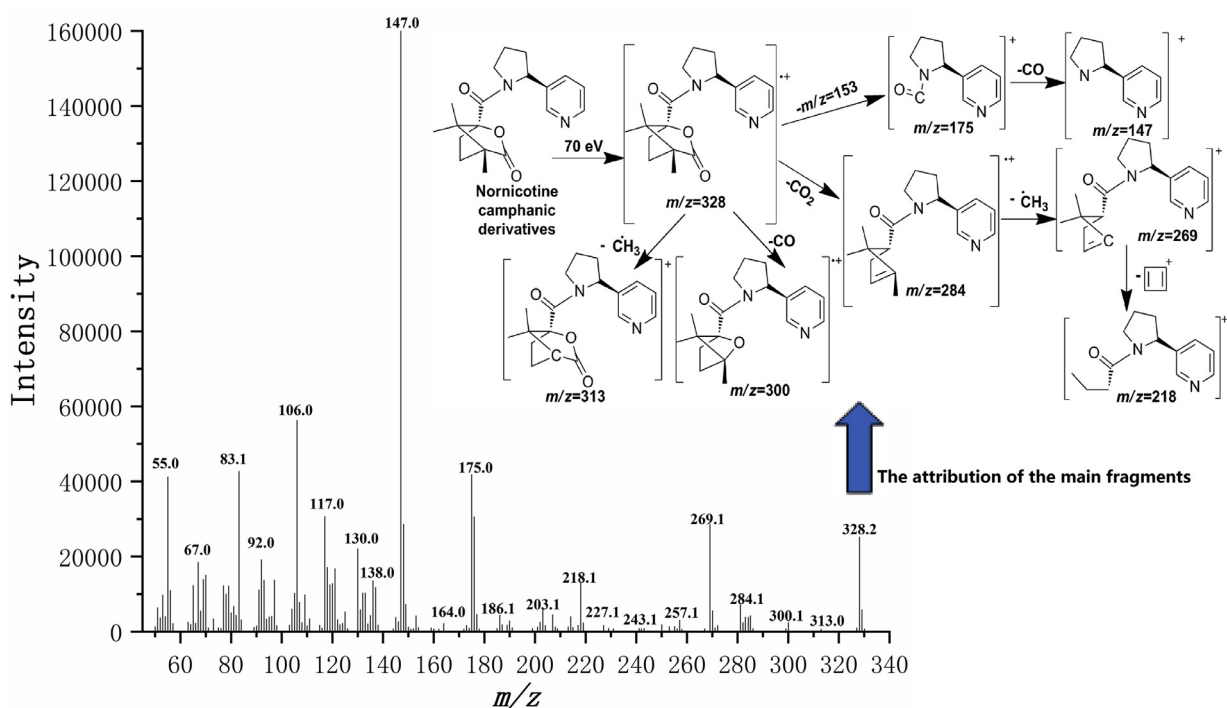 Intensity
160000
140000
120000
100000
80000
60000
40000
20000
0
60 80 100 120 140 160 180 200 220 240 260 280 300 320 340
m/z
55.0
67.0
83.1
92.0
106.0
117.0
130.0
138.0
147.0
164.0
175.0
186.1
203.1
218.1
227.1
243.1
257.1
269.1
284.1
300.1
313.0
328.2
O N N O O
Nornicotine
camphanic
derivatives
70 eV
O N N O O
•+
m/z=328
-m/z=153
N O C N
+
m/z=175
-CO
N N
+
m/z=147
-CO2
O N N
•+
m/z=284
- ĊH3
O N N C
+
m/z=269
- +
O N N
+
m/z=218
- ĊH3
O N N O C O
+
m/z=313
-CO
O N N O
•+
m/z=300
The attribution of the main fragments